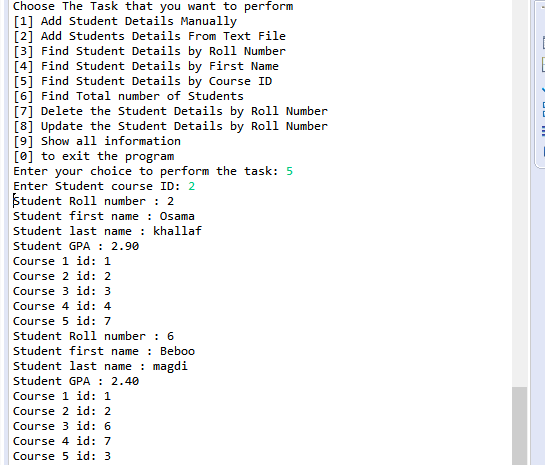 Choose The Task that you want to perform
[1] Add Student Details Manually
[2] Add Students Details From Text File
[3] Find Student Details by Roll Number
[4] Find Student Details by First Name
[5] Find Student Details by Course ID
[6] Find Total number of Students
[7] Delete the Student Details by Roll Number
[8] Update the Student Details by Roll Number
[9] Show all information
[0] to exit the program
Enter your choice to perform the task: 5
Enter Student course ID: 2
Student Roll number : 2
Student first name : Osama
Student last name : khallaf
Student GPA : 2.90
Course 1 id: 1
Course 2 id: 2
Course 3 id: 3
Course 4 id: 4
Course 5 id: 7
Student Roll number : 6
Student first name : Beboo
Student last name : magdi
Student GPA : 2.40
Course 1 id: 1
Course 2 id: 2
Course 3 id: 6
Course 4 id: 7
Course 5 id: 3